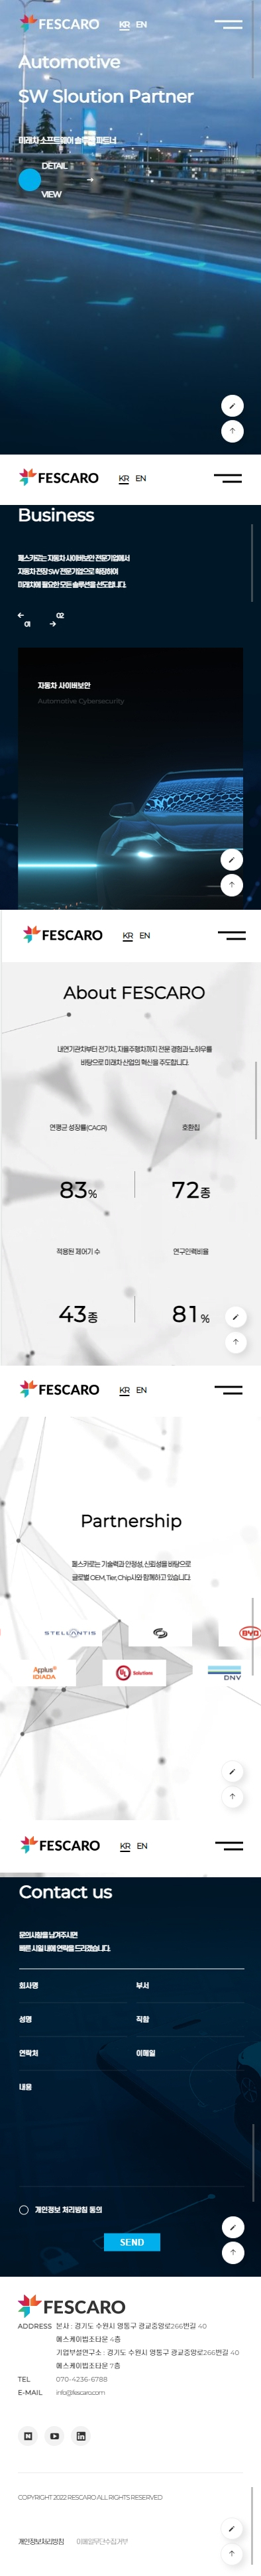 FESCARO KR EN
Automotive
SW Sloution Partner
미래차 소프트웨어 솔루션 파트너
DETAIL
→
VIEW
FESCARO KR EN
Business
페스카로는 자동차 사이버보안 전문기업에서
자동차 전장 SW 전문기업으로 확장하여
미래차에 필요한 모든 솔루션을 선도합니다.
← 02
01 →
자동차 사이버보안
Automotive Cybersecurity
FESCARO KR EN
About FESCARO
내연기관차부터 전기차, 자율주행차까지 전문 경험과 노하우를
바탕으로 미래차 산업의 혁신을 주도합니다.
연평균 성장률(CAGR) 호환칩
83% 72종
적용된 제어기 수 연구인력비율
43종 81%
FESCARO KR EN
Partnership
페스카로는 기술력과 안정성, 신뢰성을 바탕으로
글로벌 OEM, Tier, Chip사와 함께하고 있습니다.
STELLANTIS BYD
Applus+ IDIADA UL Solutions DNV
FESCARO KR EN
Contact us
문의사항을 남겨주시면
빠른 시일 내에 연락을 드리겠습니다.
회사명 부서
성명 직함
연락처 이메일
내용
개인정보 처리방침 동의
SEND
FESCARO
ADDRESS 본사 : 경기도 수원시 영통구 광교중앙로266번길 40
에스케이법조타운 4층
기업부설연구소 : 경기도 수원시 영통구 광교중앙로266번길 40
에스케이법조타운 7층
TEL 070-4236-6788
E-MAIL info@fescaro.com
COPYRIGHT 2022 FESCARO ALL RIGHTS RESERVED
개인정보처리방침 이메일무단수집거부